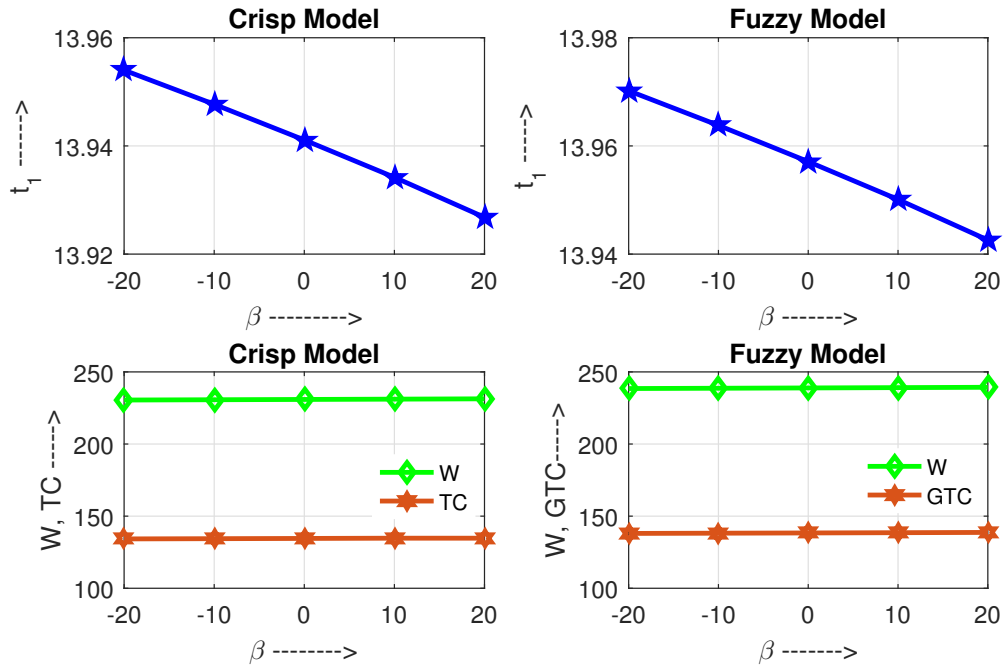 Crisp Model
13.96
13.94
13.92
t₁ ------>
-20 -10 0 10 20
β --------->
Fuzzy Model
13.98
13.96
13.94
t₁ ---->
-20 -10 0 10 20
β ------->
Crisp Model
250
200
150
100
W, TC ----->
W
TC
-20 -10 0 10 20
β -------->
Fuzzy Model
250
200
150
100
W, GTC----->
W
GTC
-20 -10 0 10 20
β ------->